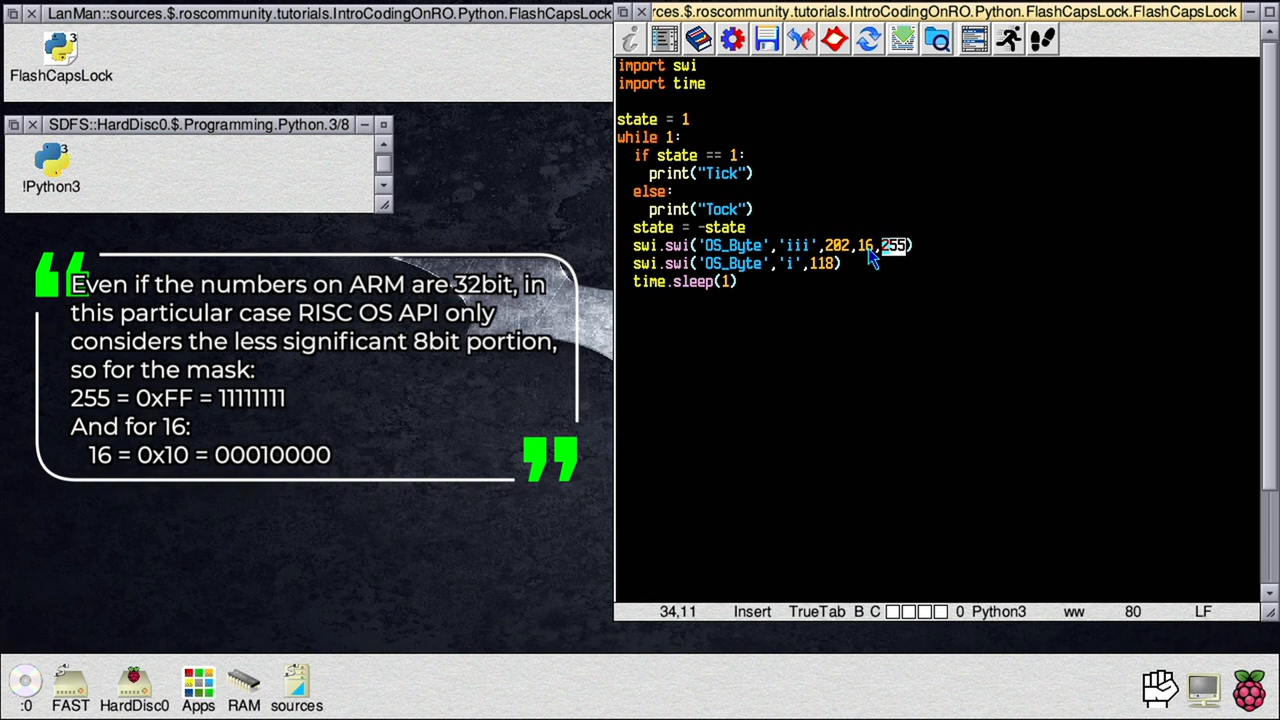 LanMan::sources.$.roscommunity.tutorials.IntroCodingOnRO.Python.FlashCapsLock
FlashCapsLock
SDFS::HardDisc0.$.Programming.Python.3/8
!Python3
Even if the numbers on ARM are 32bit, in
this particular case RISC OS API only
considers the less significant 8bit portion,
so for the mask:
255 = 0xFF = 11111111
And for 16:
16 = 0x10 = 00010000
rces.$.roscommunity.tutorials.IntroCodingOnRO.Python.FlashCapsLock.FlashCapsLock
import swi
import time
state = 1
while 1:
if state == 1:
print("Tick")
else:
print("Tock")
state = -state
swi.swi('OS_Byte','iii',202,16,255)
swi.swi('OS_Byte','i',118)
time.sleep(1)
34,11 Insert TrueTab B C 0 Python3 ww 80 LF
:0 FAST HardDisc0 Apps RAM sources